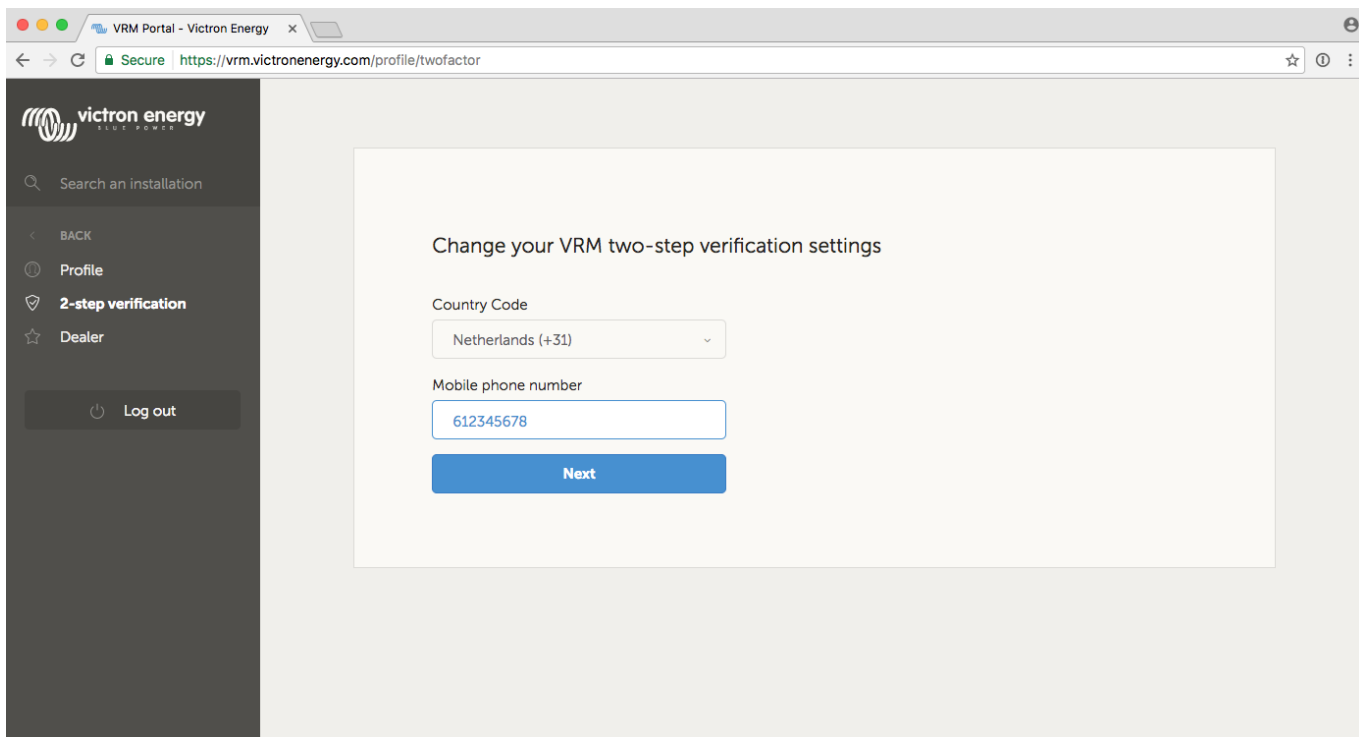 VRM Portal - Victron Energy
Secure https://vrm.victronenergy.com/profile/twofactor
victron energy
BLUE POWER
Search an installation
BACK
Profile
2-step verification
Dealer
Log out
Change your VRM two-step verification settings
Country Code
Netherlands (+31)
Mobile phone number
612345678
Next